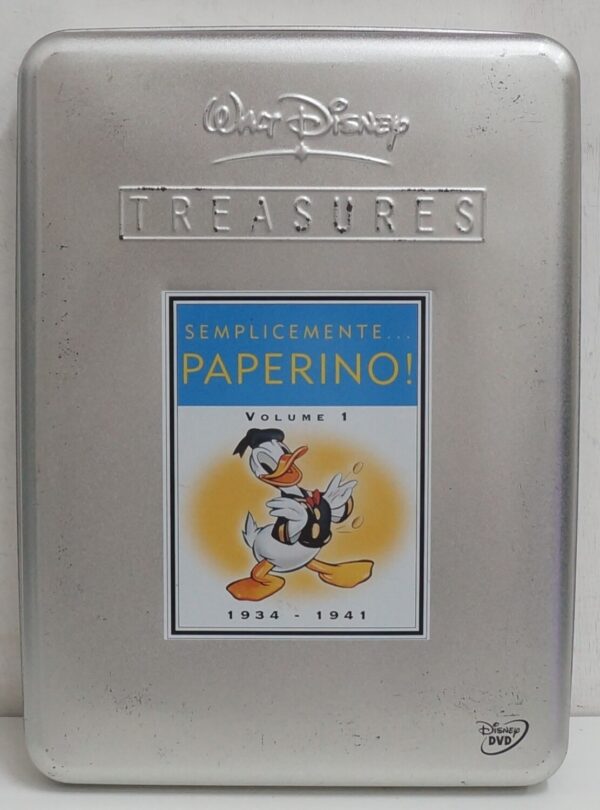 Walt Disney
TREASURES
SEMPLICEMENTE...
PAPERINO!
VOLUME 1
1934 - 1941
Disney
DVD